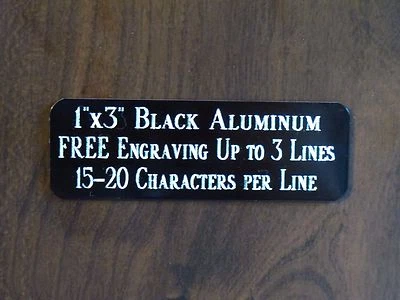 1"x3" Black Aluminum
FREE Engraving Up to 3 Lines
15-20 Characters per Line